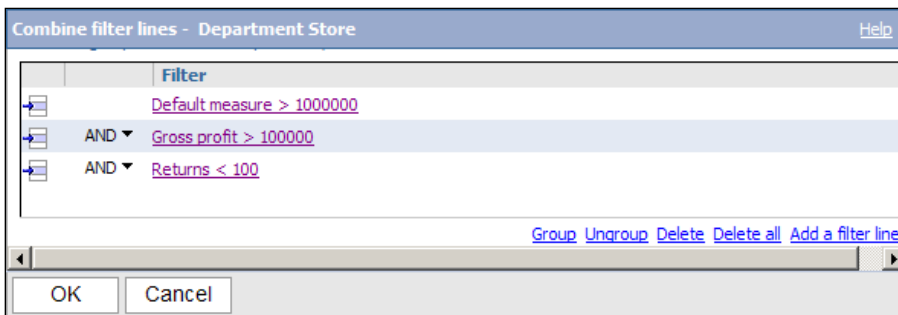 Combine filter lines - Department Store Help
Filter
Default measure > 1000000
AND Gross profit > 100000
AND Returns < 100
Group Ungroup Delete Delete all Add a filter line
OK Cancel